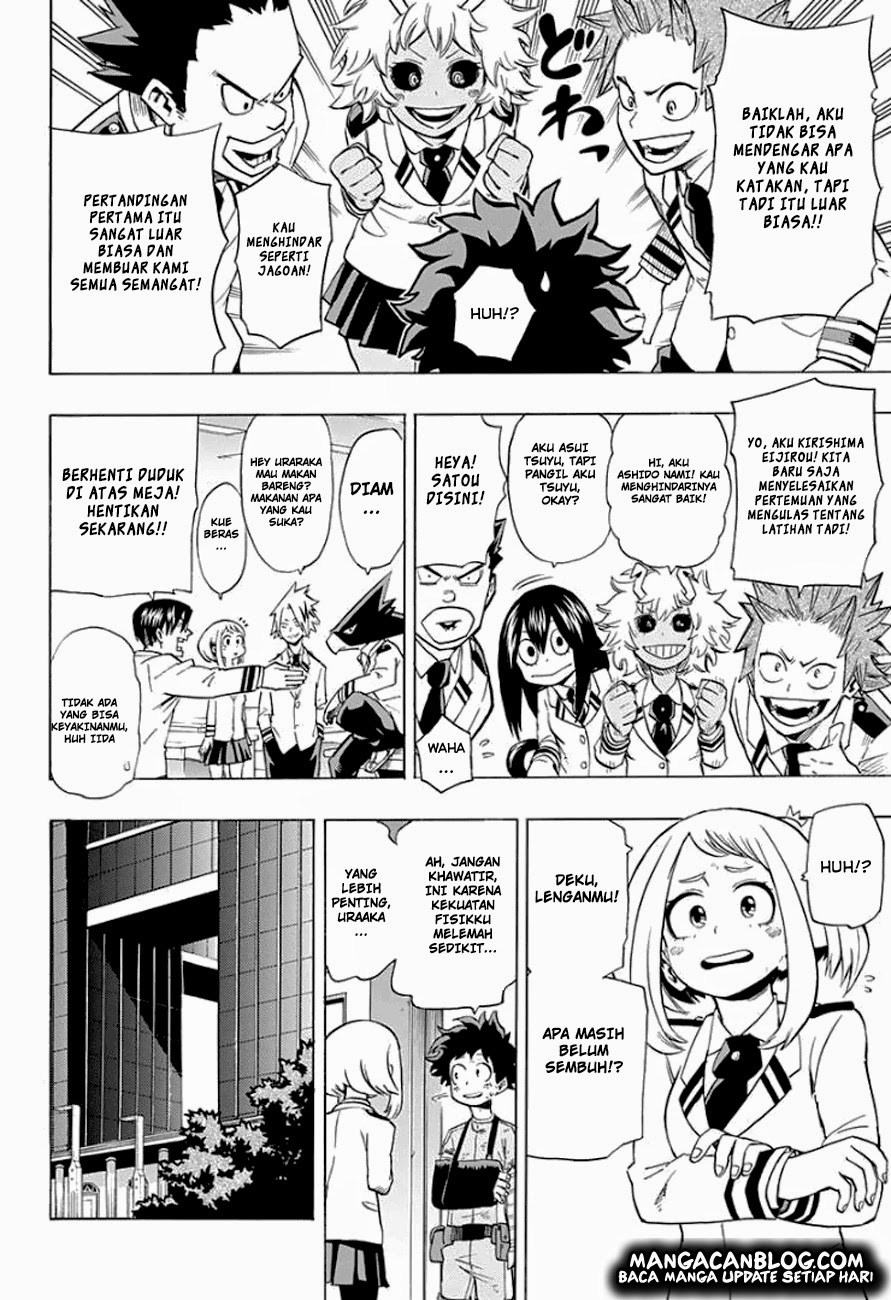 BAIKLAH, AKU
TIDAK BISA
MENDENGAR APA
YANG KAU
KATAKAN, TAPI
TADI ITU LUAR
BIASA!!
どわっ
KAU
MENGHINDAR
SEPERTI
JAGOAN!
PERTANDINGAN
PERTAMA ITU
SANGAT LUAR
BIASA DAN
MEMBUAR KAMI
SEMUA SEMANGAT!
HUH!?
YO, AKU KIRISHIMA
EIJIROU! KITA
BARU SAJA
MENYELESAIKAN
PERTEMUAN YANG
MENGULAS TENTANG
LATIHAN TADI!
HI, AKU
ASHIDO NAMI! KAU
MENGHINDARINYA
SANGAT BAIK!
AKU ASUI
TSUYU, TAPI
PANGIL AKU
TSUYU,
OKAY?
HEYA!
SATOU
DISINI!
WAHA
...
DIAM
...
HEY URARAKA
MAU MAKAN
BARENG? MAKANAN APA
YANG KAU
SUKA?
KUE
BERAS
...
BERHENTI DUDUK
DI ATAS MEJA!
HENTIKAN
SEKARANG!!
TIDAK ADA
YANG BISA
KEYAKINANMU,
HUH IIDA
HUH!?
DEKU,
LENGANMU!
APA MASIH
BELUM
SEMBUH!?
AH, JANGAN
KHAWATIR,
INI KARENA
KEKUATAN
FISIKKU
MELEMAH
SEDIKIT...
YANG
LEBIH
PENTING,
URAAKA
...
MANGACANBLOG.COM
BACA MANGA UPDATE SETIAP HARI